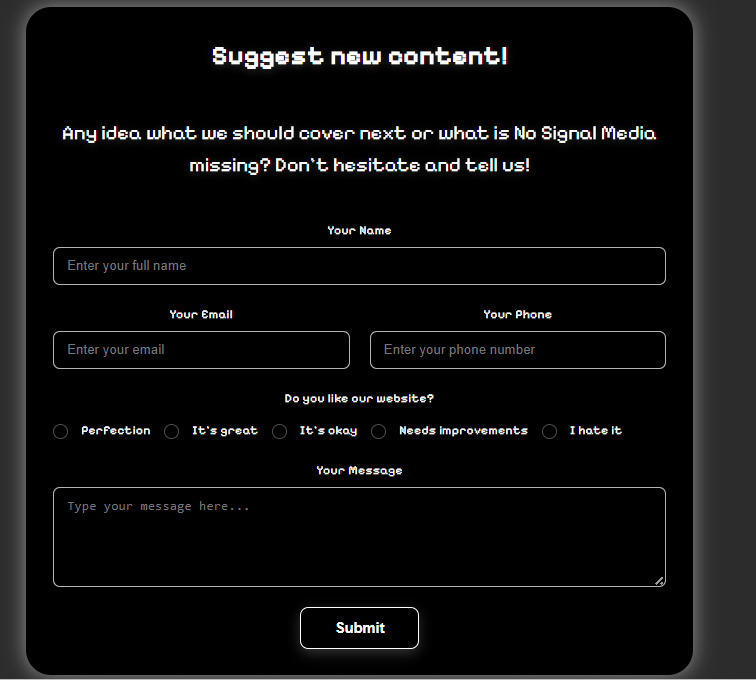 Suggest new content!
Any idea what we should cover next or what is No Signal Media
missing? Don't hesitate and tell us!
Your Name
Enter your full name
Your Email Your Phone
Enter your email Enter your phone number
Do you like our website?
Perfection It's great It's okay Needs improvements I hate it
Your Message
Type your message here...
Submit